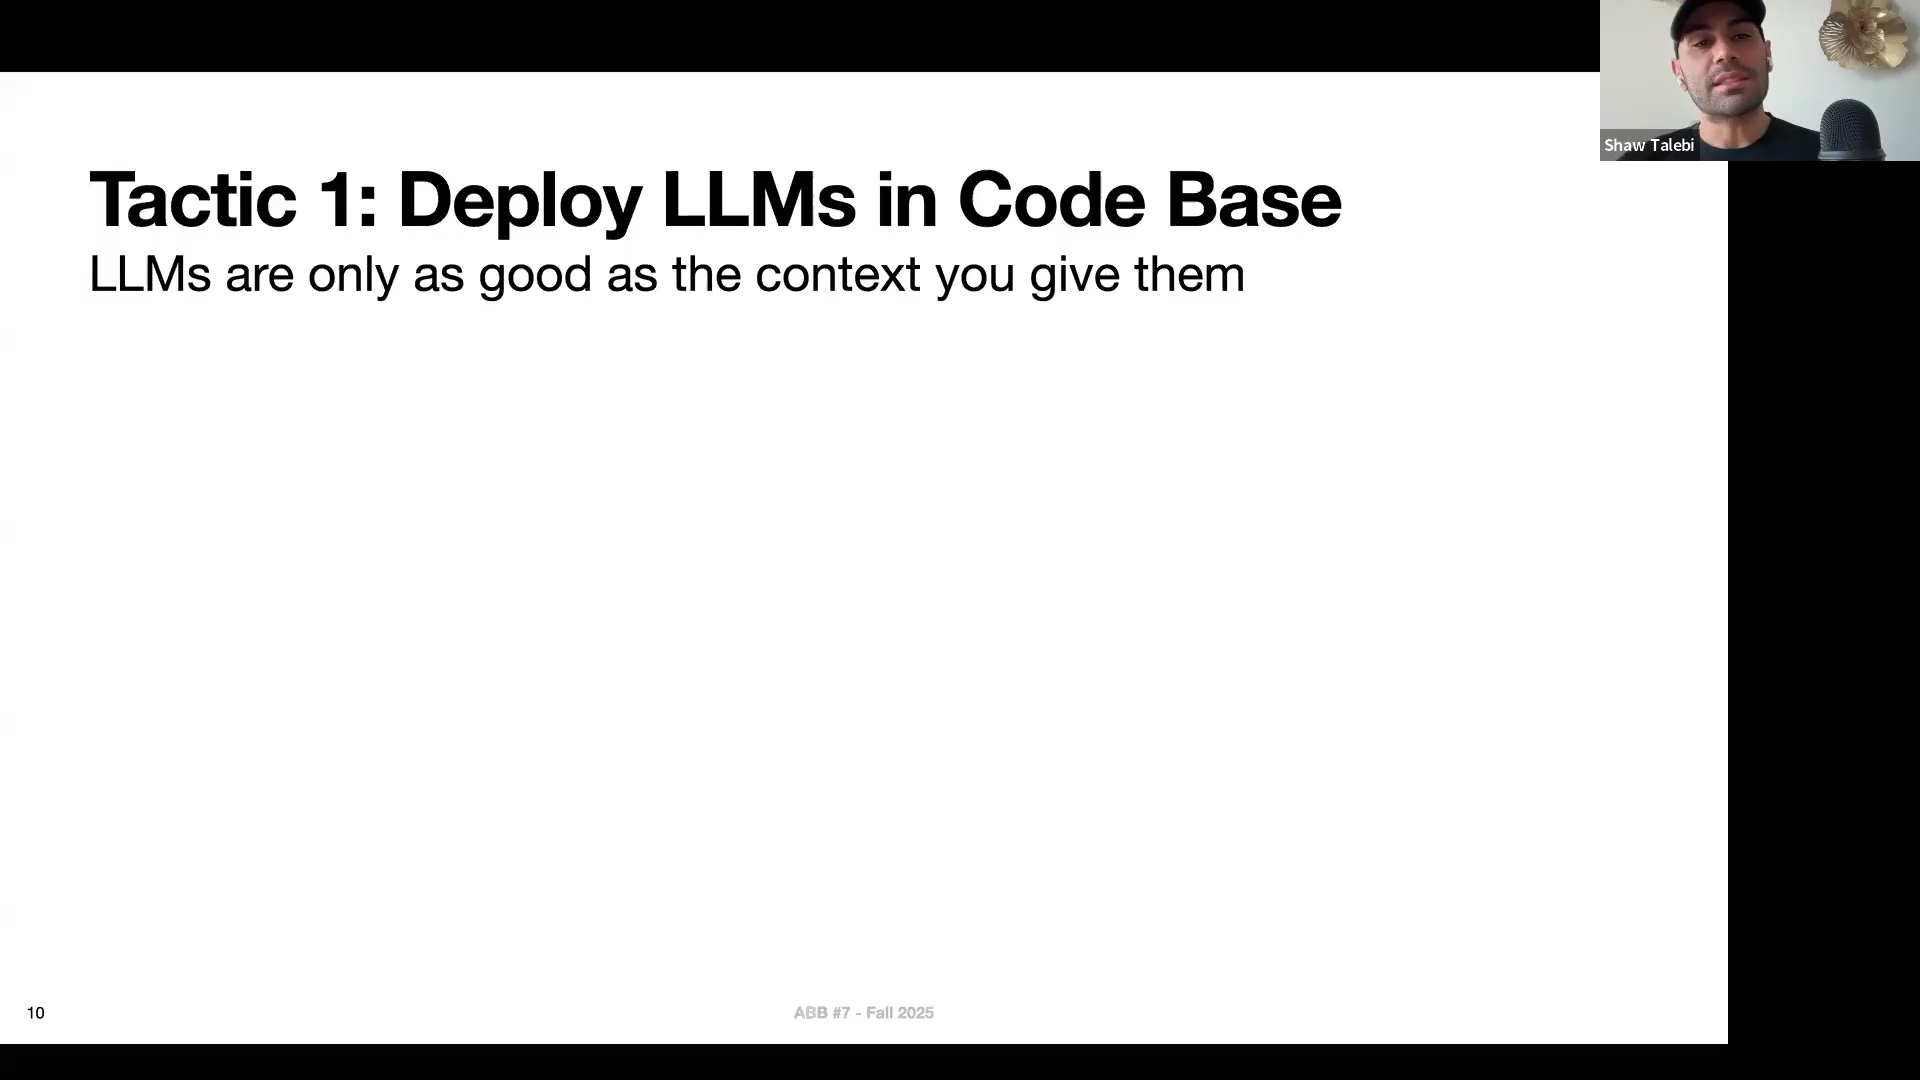 Shaw Talebi
Tactic 1: Deploy LLMs in Code Base
LLMs are only as good as the context you give them
10
ABB #7 - Fall 2025